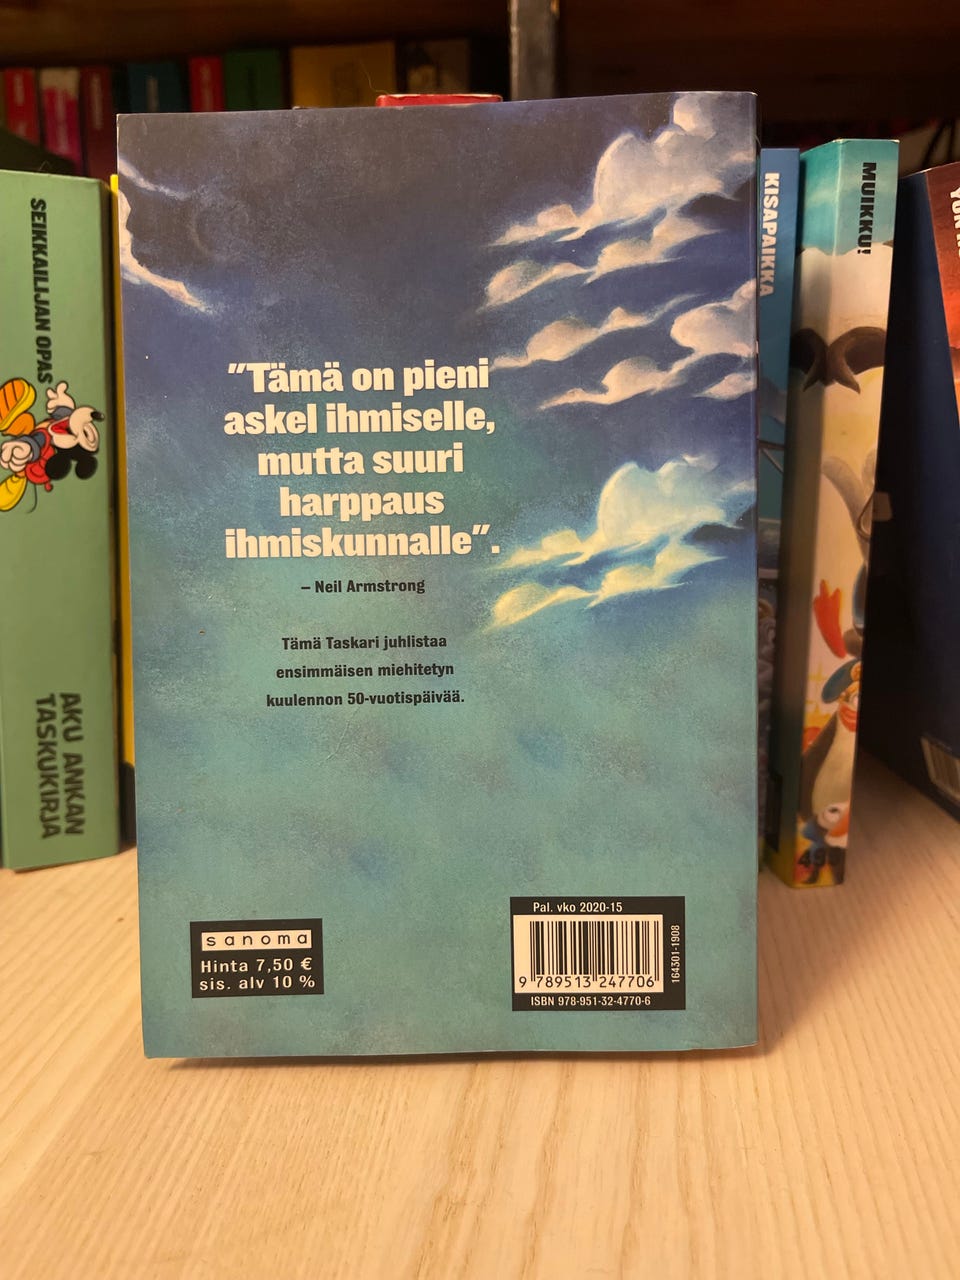 "Tämä on pieni
askel ihmiselle,
mutta suuri
harppaus
ihmiskunnalle".
– Neil Armstrong
Tämä Taskari juhlistaa
ensimmäisen miehitetyn
kuulennon 50-vuotispäivää.
sanoma
Hinta 7,50 €
sis. alv 10 %
Pal. vko 2020-15
9 789513 247706
ISBN 978-951-32-4770-6
164301-1908
SEIKKAILIJAN OPAS
AKU ANKAN
TASKUKIRJA
KISAPAIKKA
MUIKKU!